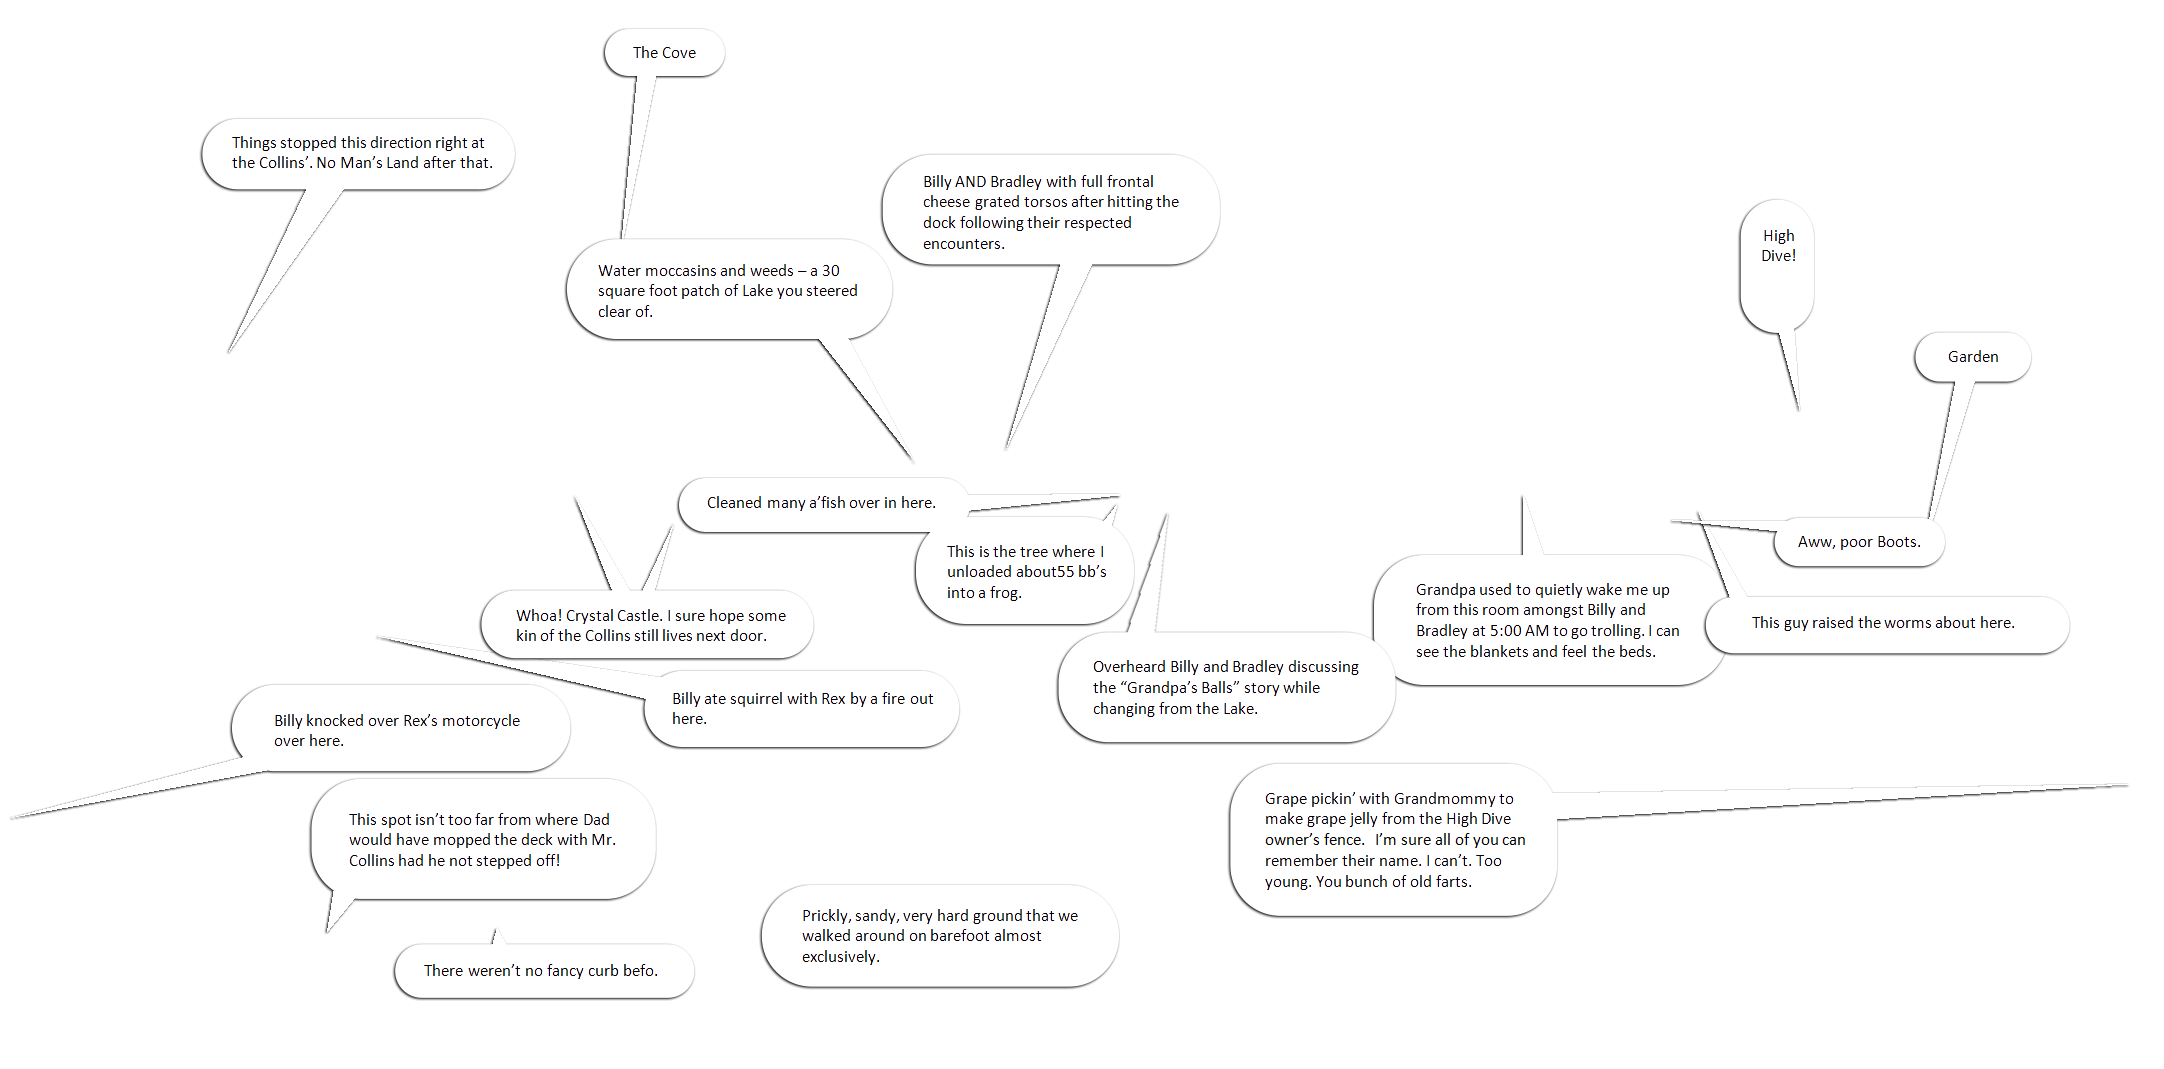 The Cove
Things stopped this direction right at
the Collins’. No Man’s Land after that.
Billy AND Bradley with full frontal
cheese grated torsos after hitting the
dock following their respected
encounters.
High
Dive!
Water moccasins and weeds – a 30
square foot patch of Lake you steered
clear of.
Garden
Cleaned many a’fish over in here.
Aww, poor Boots.
This is the tree where I
unloaded about55 bb’s
into a frog.
Grandpa used to quietly wake me up
from this room amongst Billy and
Bradley at 5:00 AM to go trolling. I can
see the blankets and feel the beds.
Whoa! Crystal Castle. I sure hope some
kin of the Collins still lives next door.
This guy raised the worms about here.
Overheard Billy and Bradley discussing
the “Grandpa’s Balls” story while
changing from the Lake.
Billy ate squirrel with Rex by a fire out
here.
Billy knocked over Rex’s motorcycle
over here.
Grape pickin’ with Grandmommy to
make grape jelly from the High Dive
owner’s fence.  I’m sure all of you can
remember their name. I can’t. Too
young. You bunch of old farts.
This spot isn’t too far from where Dad
would have mopped the deck with Mr.
Collins had he not stepped off!
Prickly, sandy, very hard ground that we
walked around on barefoot almost
exclusively.
There weren’t no fancy curb befo.